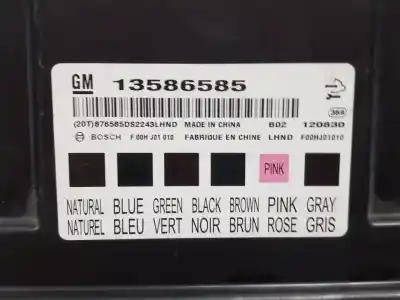 GM 13586585
(20T)876585DS2243LHND MADE IN CHINA B02 120830
BOSCH F 00H J01 010 FABRIQUE EN CHINE LHND F00HJ01010
PINK
NATURAL BLUE GREEN BLACK BROWN PINK GRAY
NATUREL BLEU VERT NOIR BRUN ROSE GRIS